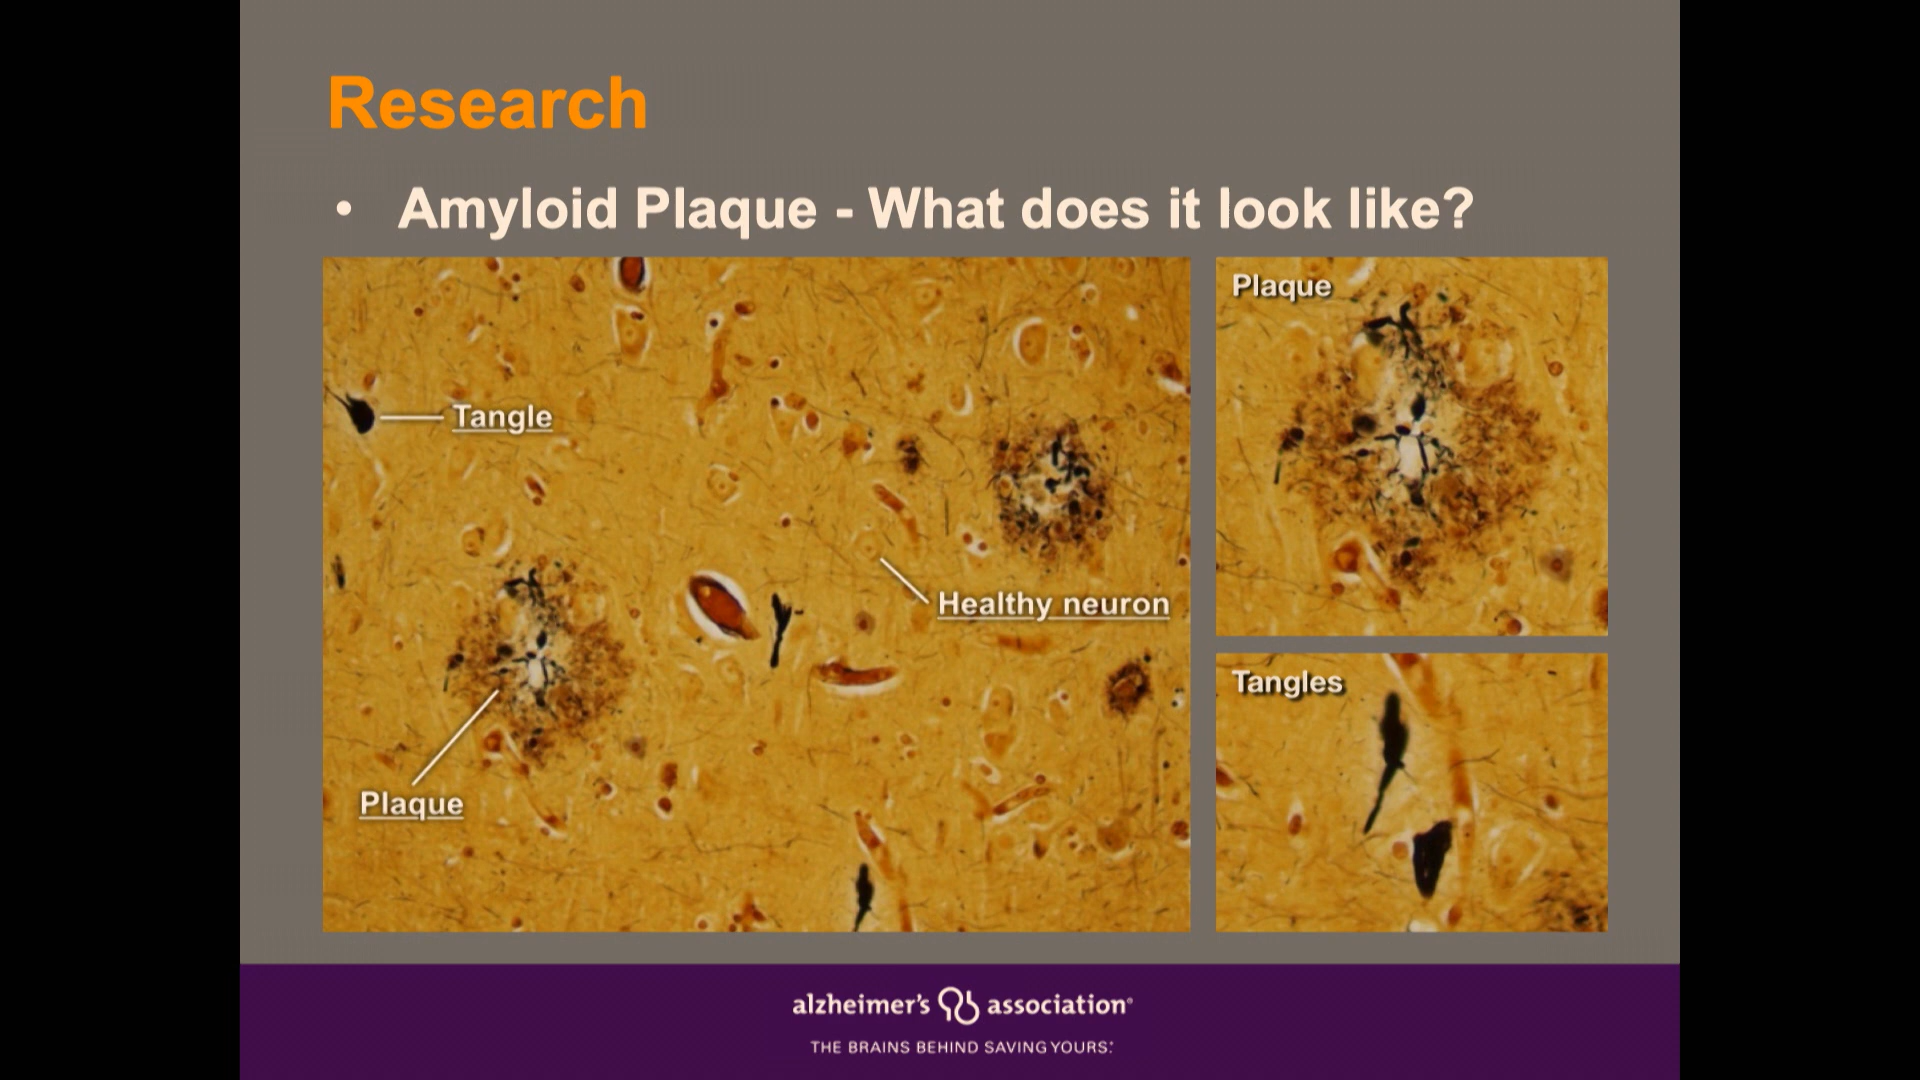 Research
• Amyloid Plaque - What does it look like?
Tangle
Healthy neuron
Plaque
Plaque
Tangles
alzheimer's association®
THE BRAINS BEHIND SAVING YOURS.™